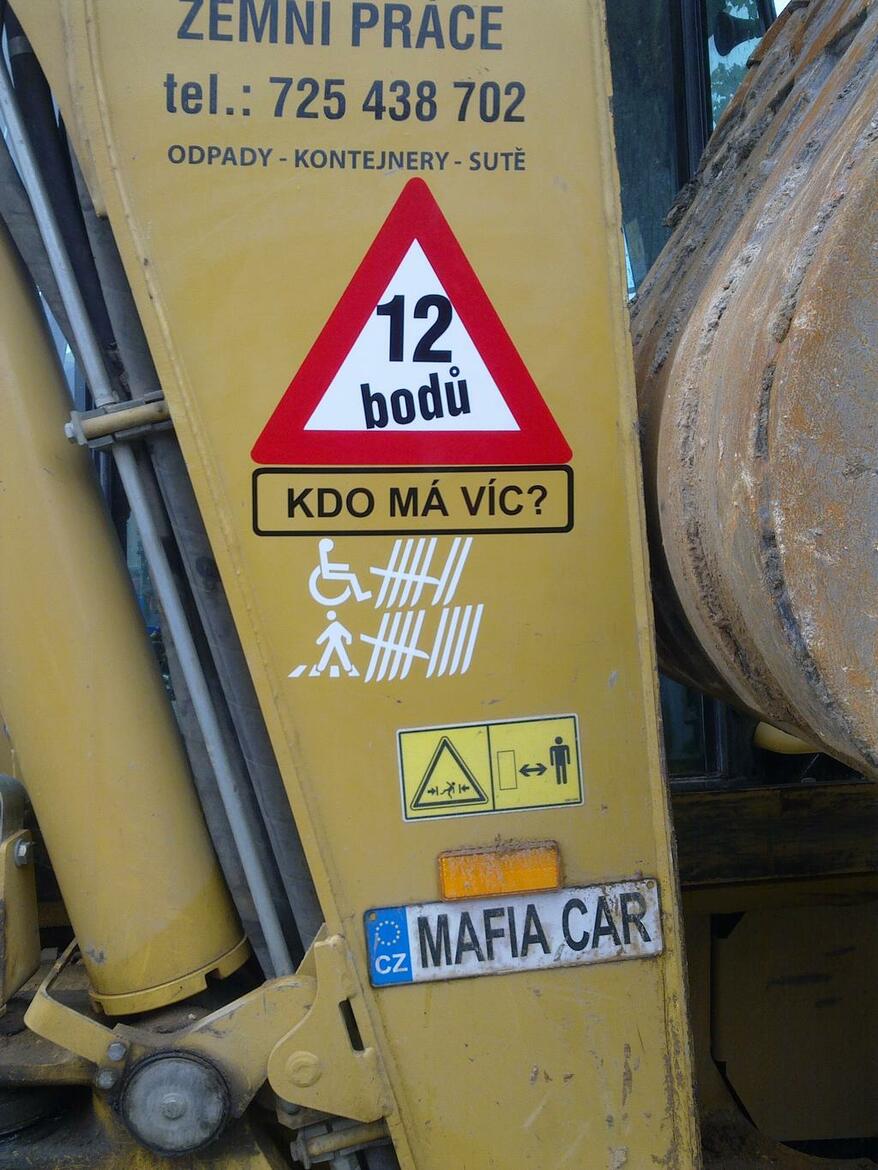 ZEMNÍ PRÁCE
tel.: 725 438 702
ODPADY - KONTEJNERY - SUTĚ
12
bodů
KDO MÁ VÍC?
CZ
MAFIA CAR